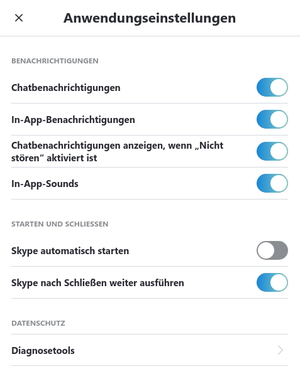 Anwendungseinstellungen
BENACHRICHTIGUNGEN
Chatbenachrichtigungen
In-App-Benachrichtigungen
Chatbenachrichtigungen anzeigen, wenn „Nicht
stören“ aktiviert ist
In-App-Sounds
STARTEN UND SCHLIESSEN
Skype automatisch starten
Skype nach Schließen weiter ausführen
DATENSCHUTZ
Diagnosetools